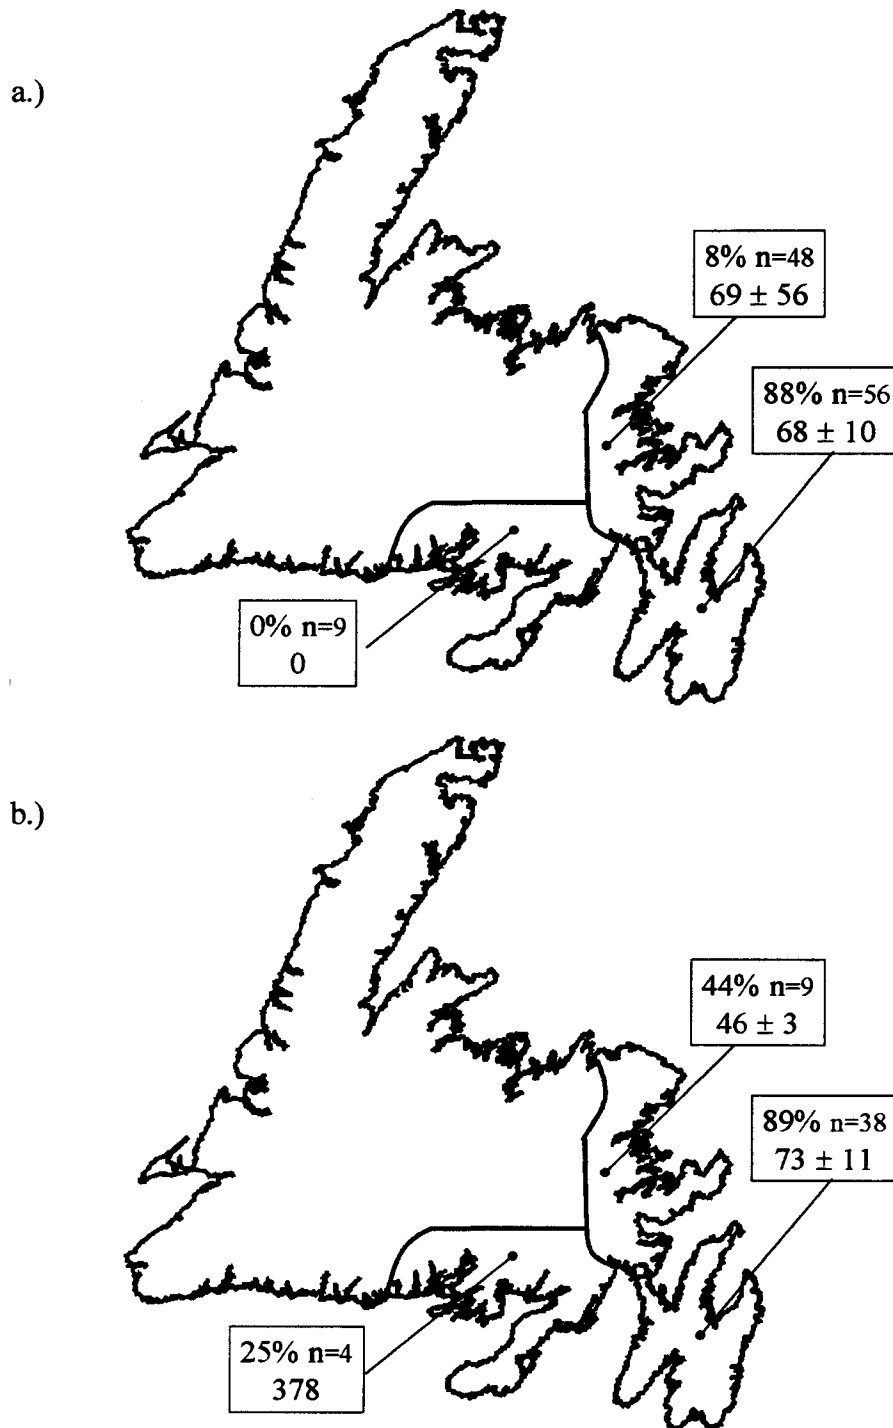 a.)
8% n=48
69 ± 56
88% n=56
68 ± 10
0% n=9
0
b.)
44% n=9
46 ± 3
89% n=38
73 ± 11
25% n=4
378